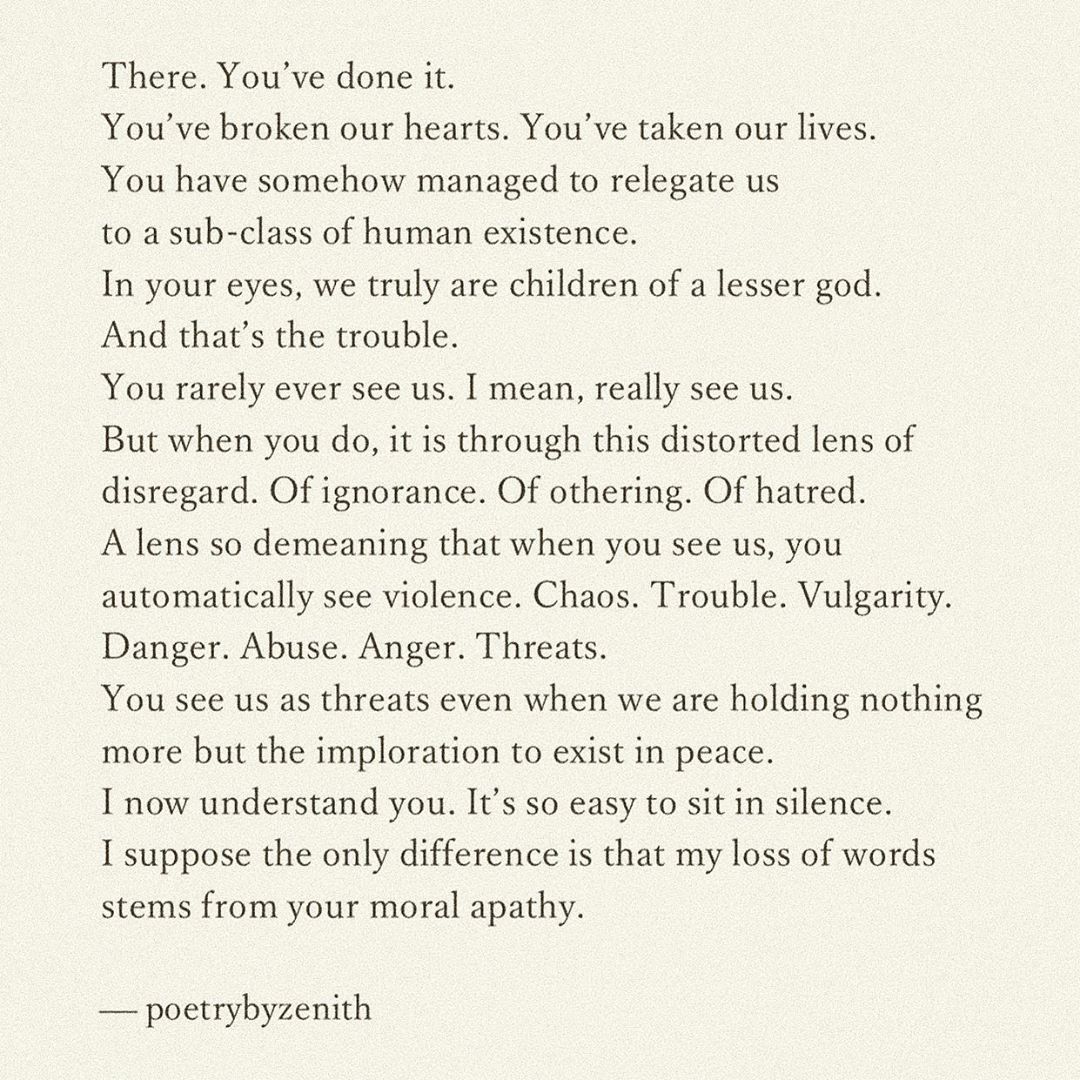 There. You’ve done it.
You’ve broken our hearts. You’ve taken our lives.
You have somehow managed to relegate us
to a sub-class of human existence.
In your eyes, we truly are children of a lesser god.
And that’s the trouble.
You rarely ever see us. I mean, really see us.
But when you do, it is through this distorted lens of
disregard. Of ignorance. Of othering. Of hatred.
A lens so demeaning that when you see us, you
automatically see violence. Chaos. Trouble. Vulgarity.
Danger. Abuse. Anger. Threats.
You see us as threats even when we are holding nothing
more but the imploration to exist in peace.
I now understand you. It’s so easy to sit in silence.
I suppose the only difference is that my loss of words
stems from your moral apathy.
— poetrybyzenith